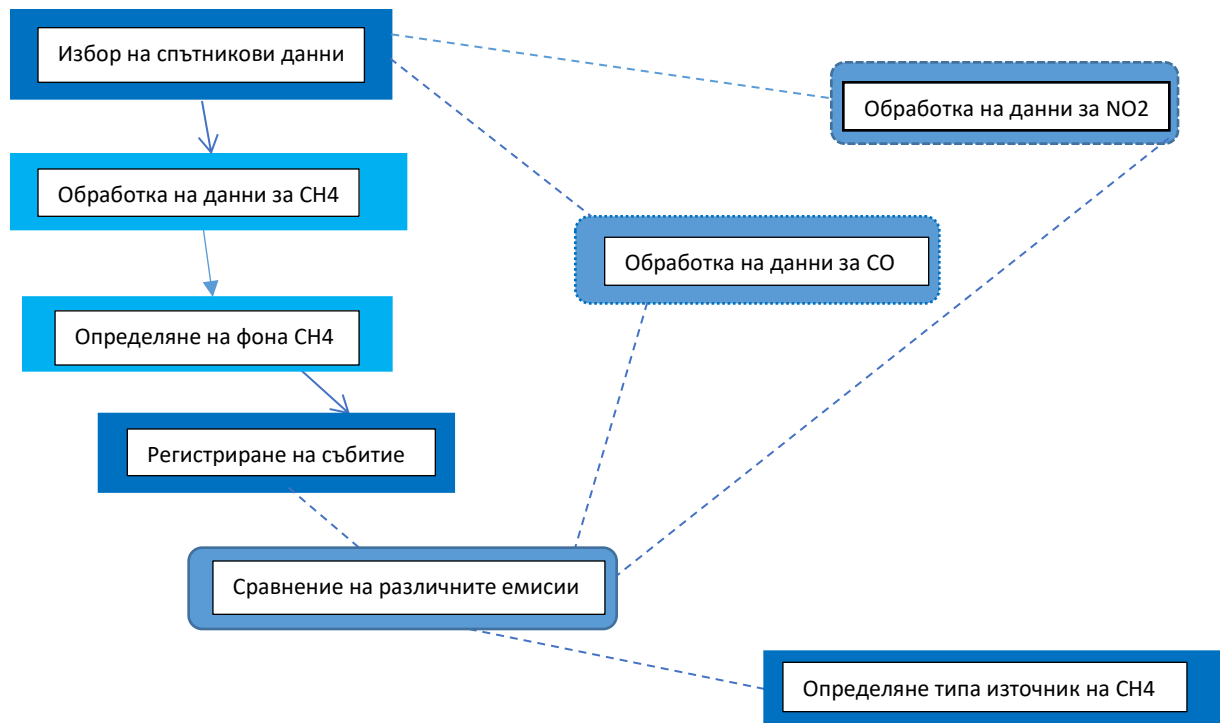 Избор на спътникови данни
Обработка на данни за NO2
Обработка на данни за CH4
Обработка на данни за CO
Определяне на фона CH4
Регистриране на събитие
Сравнение на различните емисии
Определяне типа източник на CH4